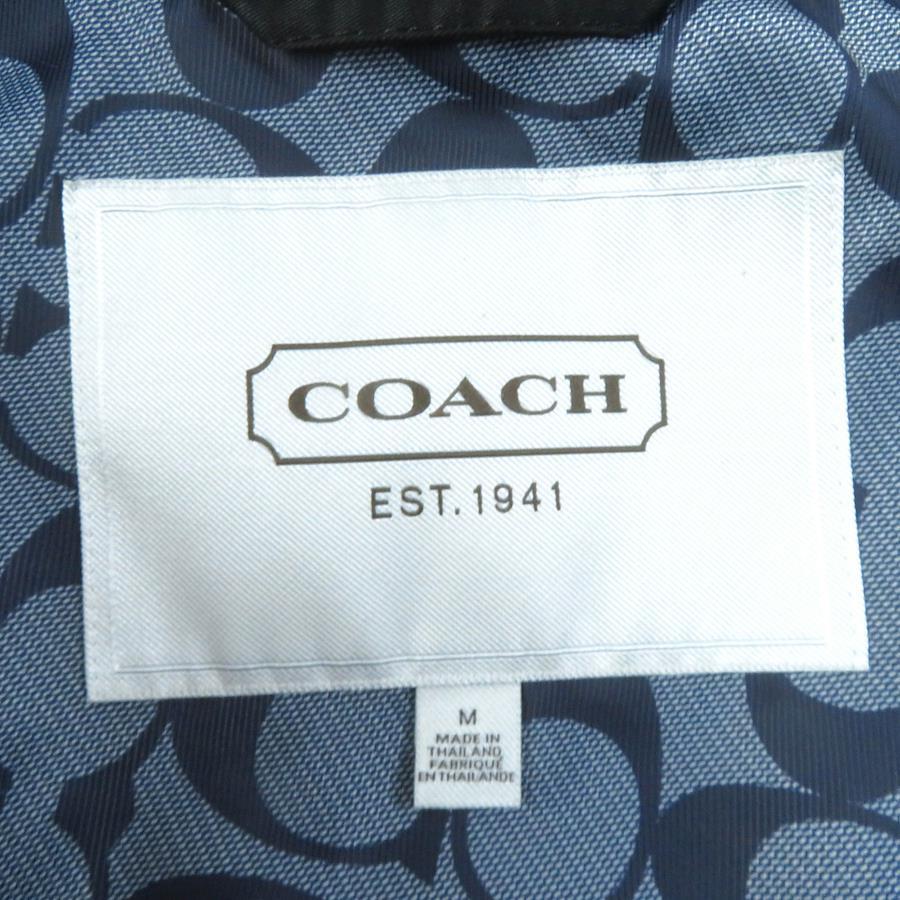 COACH
EST.1941
M
MADE IN
THAILAND
FABRIQUÉ
EN THAILANDE